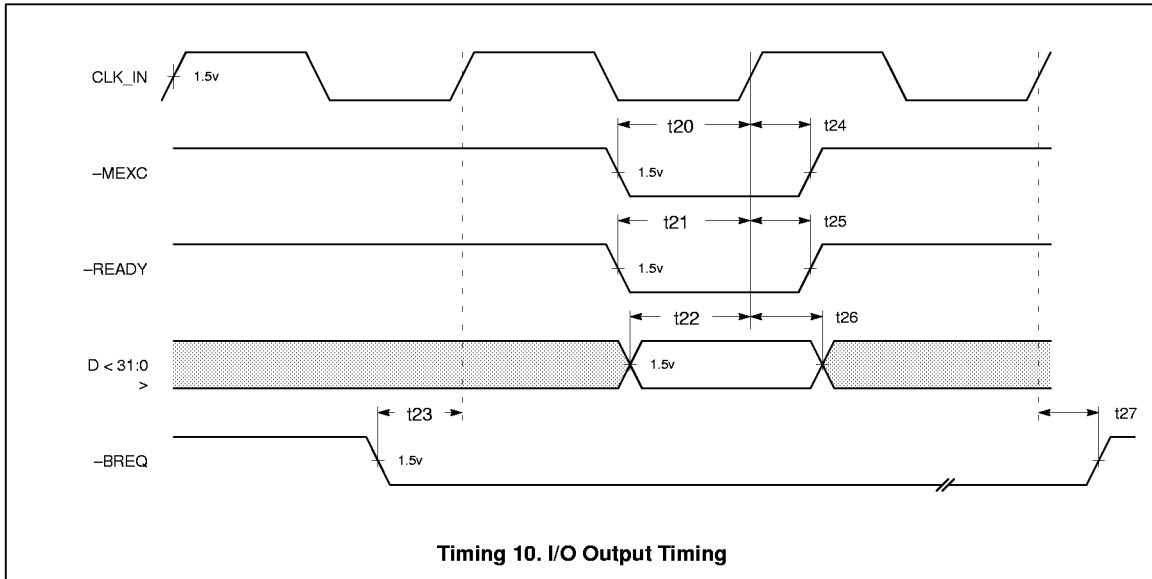 CLK_IN 1.5v
t20 t24
–MEXC 1.5v
t21 t25
–READY 1.5v
t22 t26
D < 31:0
> 1.5v
t23 t27
–BREQ 1.5v
Timing 10. I/O Output Timing